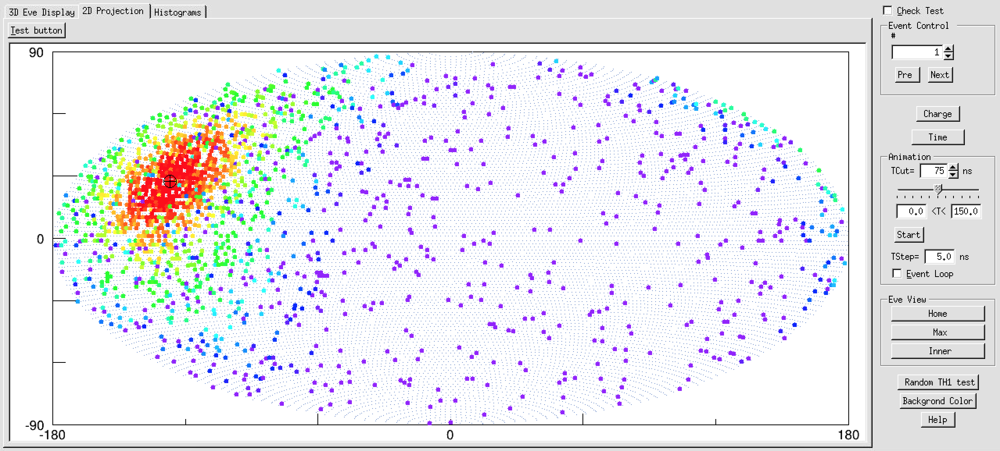 3D Eve Display
2D Projection
Histograms
Test button
90
0
-90
-180
0
180
Check Test
Event Control
#
1
Pre
Next
Charge
Time
Animation
TCut= 75 ns
0.0 <T< 150.0
Start
TStep= 5.0 ns
Event Loop
Eve View
Home
Max
Inner
Random TH1 test
Backgrond Color
Help